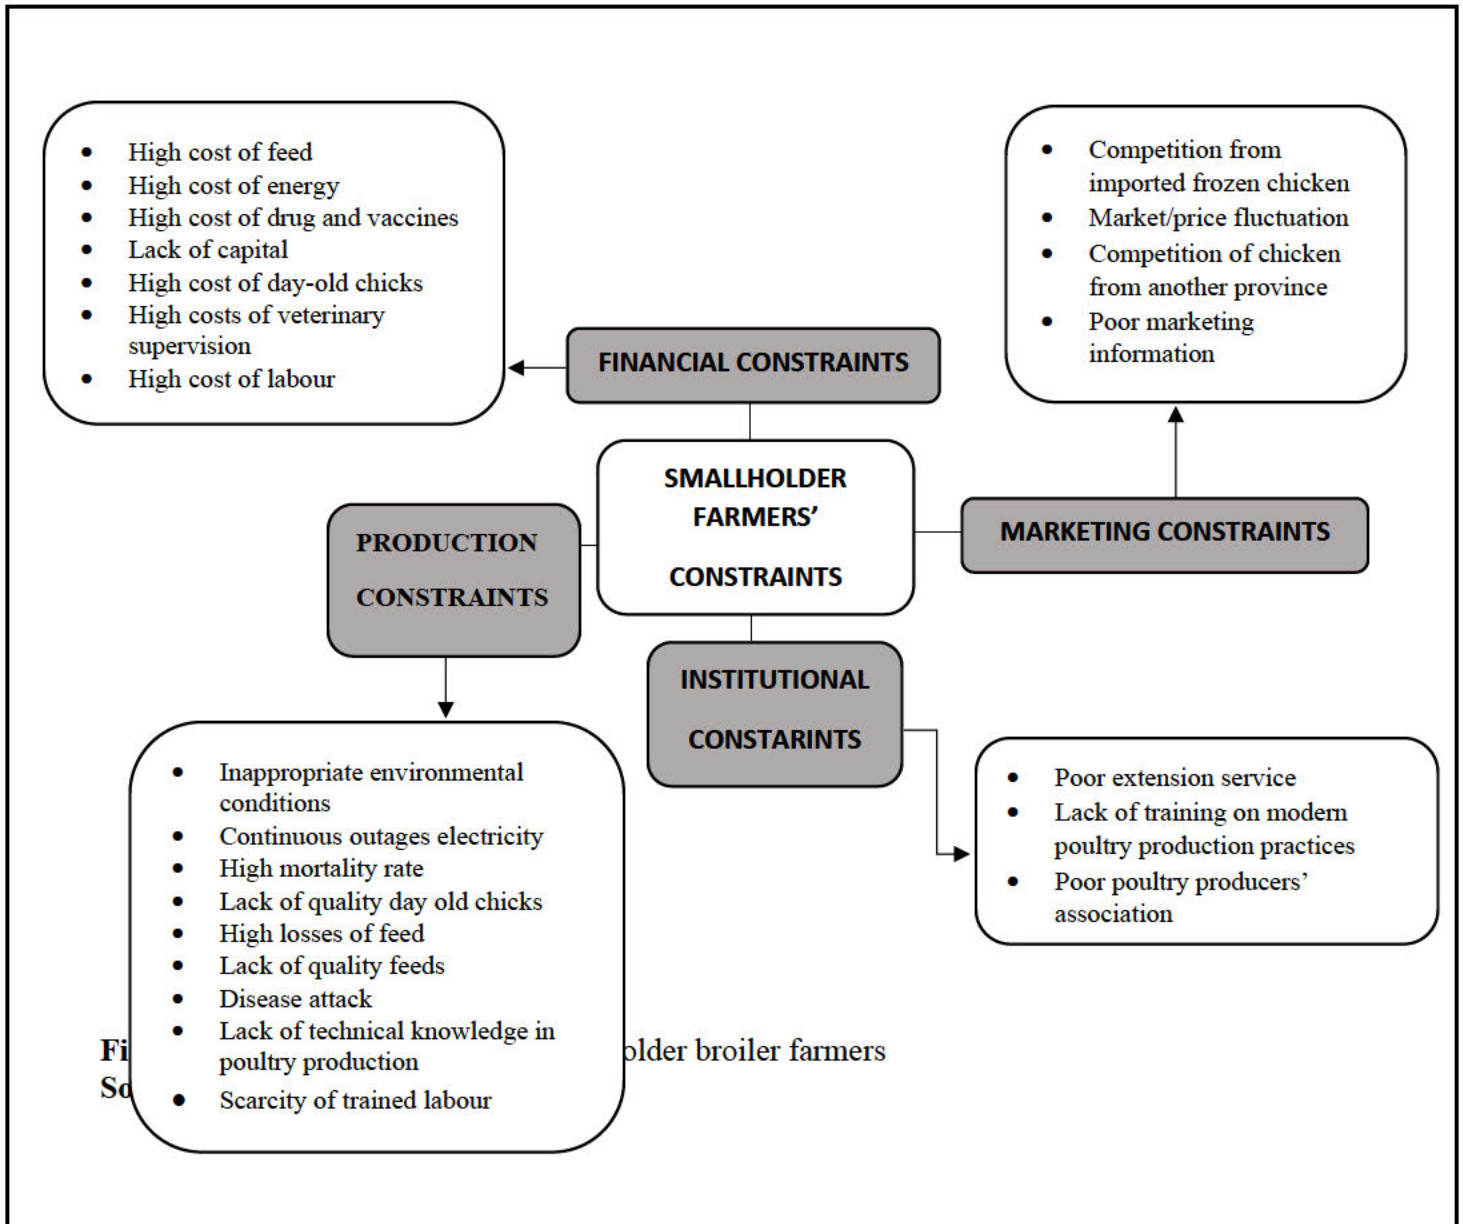 • High cost of feed
• High cost of energy
• High cost of drug and vaccines
• Lack of capital
• High cost of day-old chicks
• High costs of veterinary
supervision
• High cost of labour
• Competition from
imported frozen chicken
• Market/price fluctuation
• Competition of chicken
from another province
• Poor marketing
information
FINANCIAL CONSTRAINTS
SMALLHOLDER
FARMERS’
CONSTRAINTS
PRODUCTION
CONSTRAINTS
MARKETING CONSTRAINTS
INSTITUTIONAL
CONSTARINTS
• Inappropriate environmental
conditions
• Continuous outages electricity
• High mortality rate
• Lack of quality day old chicks
• High losses of feed
• Lack of quality feeds
• Disease attack
• Lack of technical knowledge in
poultry production
• Scarcity of trained labour
• Poor extension service
• Lack of training on modern
poultry production practices
• Poor poultry producers’
association
Fi older broiler farmers
So